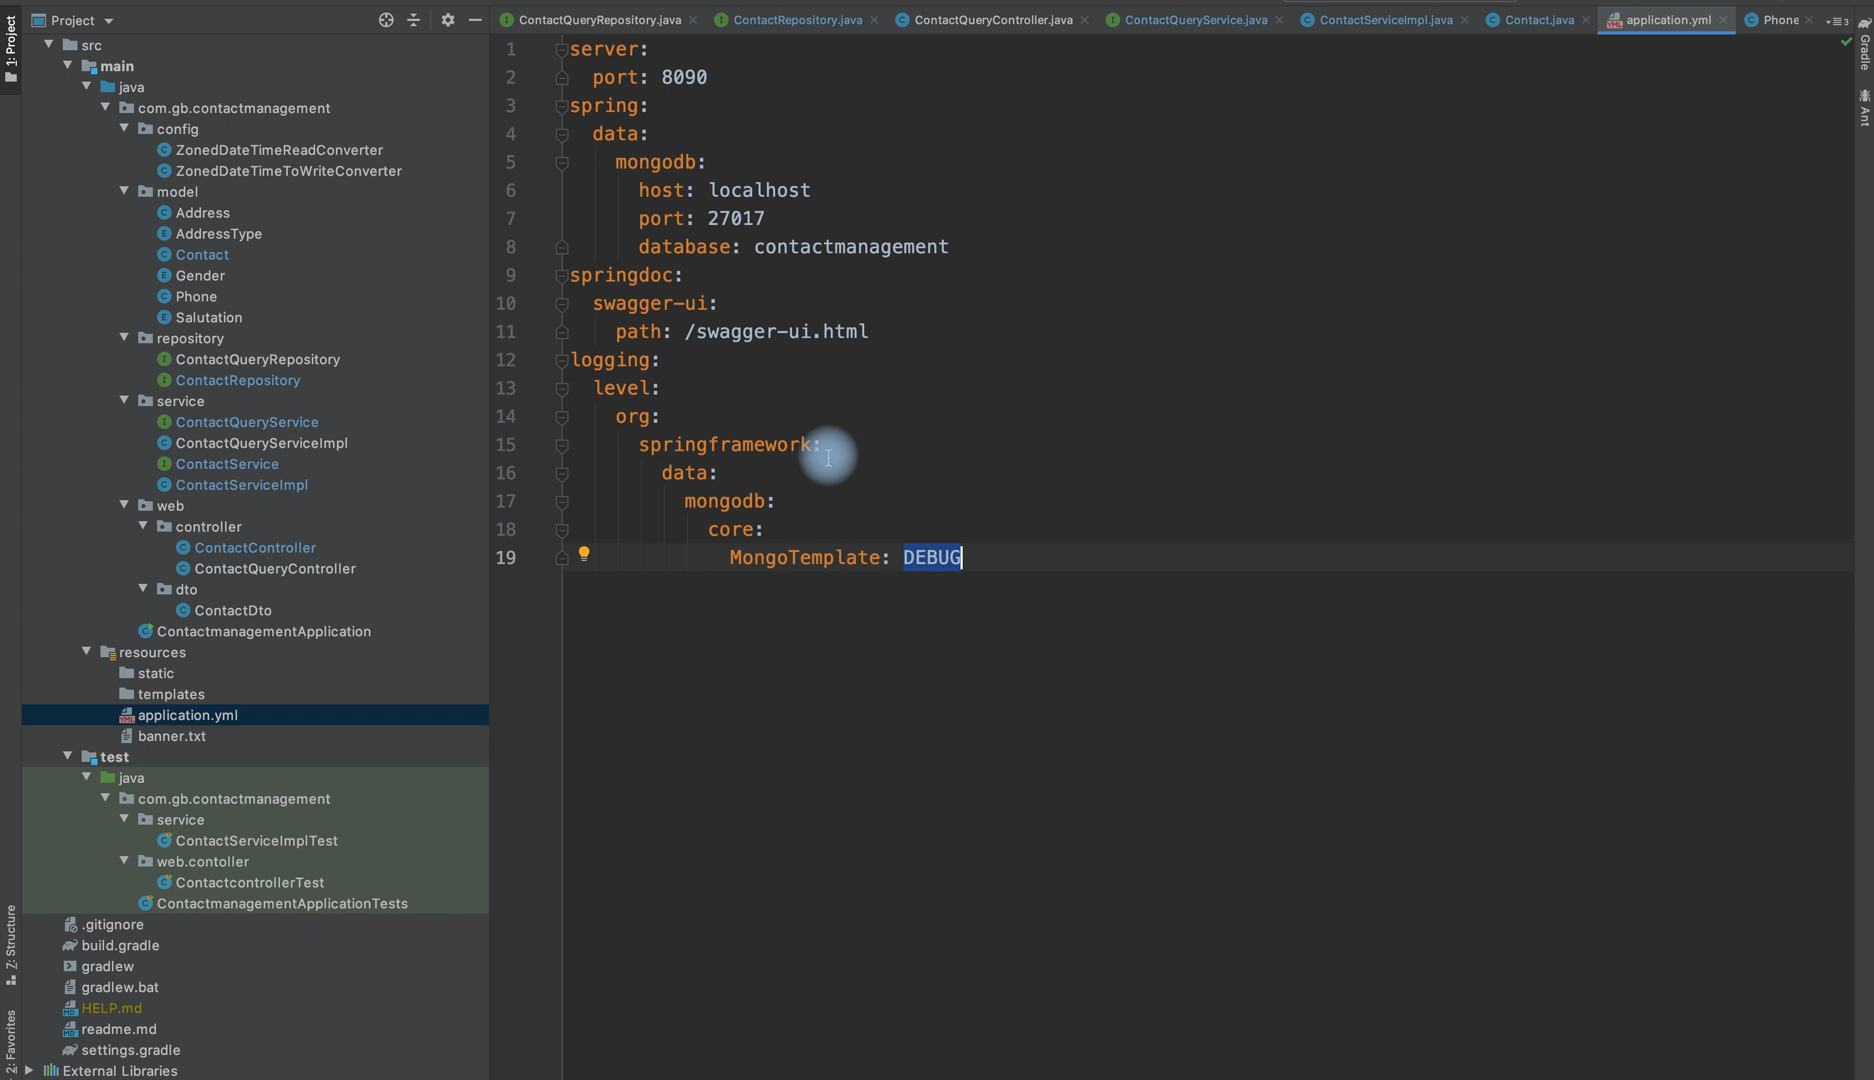 Project
ContactQueryRepository.java
ContactRepository.java
ContactQueryController.java
ContactQueryService.java
ContactServiceImpl.java
Contact.java
application.yml
Phone
3
1: Project
Z: Structure
2: Favorites
Gradle
Ant
src
main
java
com.gb.contactmanagement
config
ZonedDateTimeReadConverter
ZonedDateTimeToWriteConverter
model
Address
AddressType
Contact
Gender
Phone
Salutation
repository
ContactQueryRepository
ContactRepository
service
ContactQueryService
ContactQueryServiceImpl
ContactService
ContactServiceImpl
web
controller
ContactController
ContactQueryController
dto
ContactDto
ContactmanagementApplication
resources
static
templates
application.yml
banner.txt
test
java
com.gb.contactmanagement
service
ContactServiceImplTest
web.contoller
ContactcontrollerTest
ContactmanagementApplicationTests
.gitignore
build.gradle
gradlew
gradlew.bat
HELP.md
readme.md
settings.gradle
External Libraries
1 server:
2 port: 8090
3 spring:
4 data:
5 mongodb:
6 host: localhost
7 port: 27017
8 database: contactmanagement
9 springdoc:
10 swagger-ui:
11 path: /swagger-ui.html
12 logging:
13 level:
14 org:
15 springframework:
16 data:
17 mongodb:
18 core:
19 MongoTemplate: DEBUG